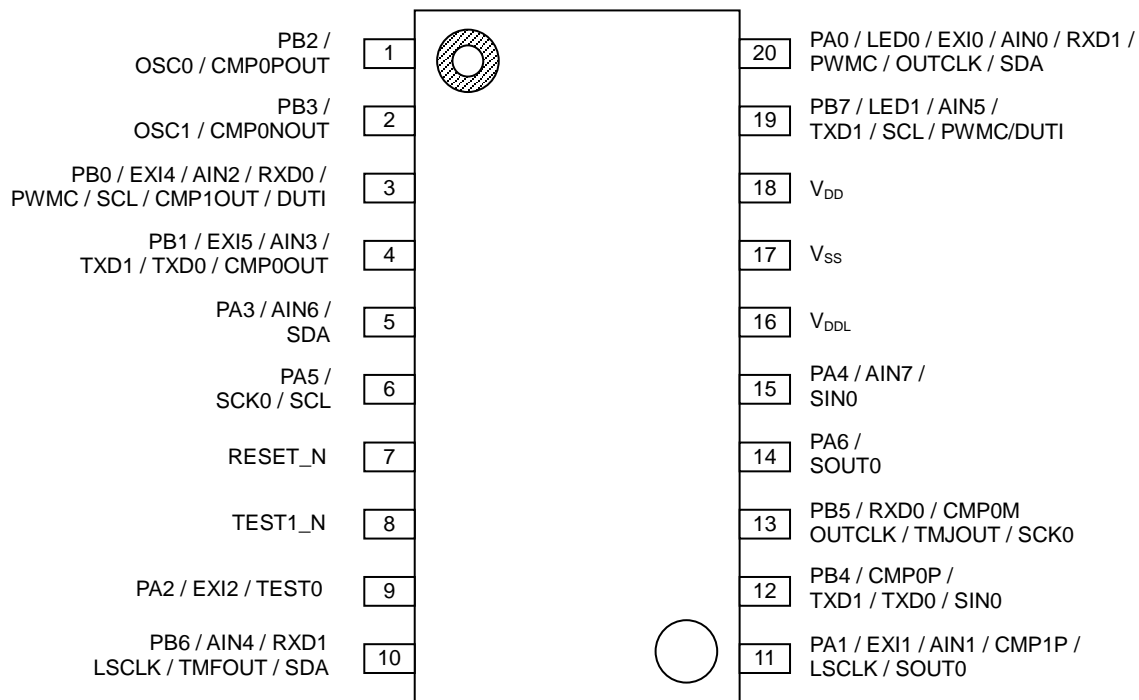 PB2 /
OSC0 / CMP0POUT
1
PB3 /
OSC1 / CMP0NOUT
2
PB0 / EXI4 / AIN2 / RXD0 /
PWMC / SCL / CMP1OUT / DUTI
3
PB1 / EXI5 / AIN3 /
TXD1 / TXD0 / CMP0OUT
4
PA3 / AIN6 /
SDA
5
PA5 /
SCK0 / SCL
6
RESET_N
7
TEST1_N
8
PA2 / EXI2 / TEST0
9
PB6 / AIN4 / RXD1
LSCLK / TMFOUT / SDA
10
20
PA0 / LED0 / EXI0 / AIN0 / RXD1 /
PWMC / OUTCLK / SDA
19
PB7 / LED1 / AIN5 /
TXD1 / SCL / PWMC/DUTI
18
VDD
17
VSS
16
VDDL
15
PA4 / AIN7 /
SIN0
14
PA6 /
SOUT0
13
PB5 / RXD0 / CMP0M
OUTCLK / TMJOUT / SCK0
12
PB4 / CMP0P /
TXD1 / TXD0 / SIN0
11
PA1 / EXI1 / AIN1 / CMP1P /
LSCLK / SOUT0